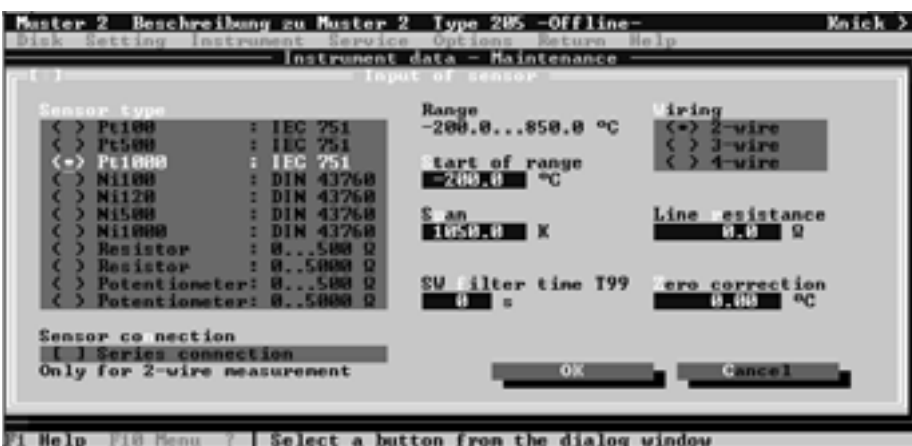 Muster 2 Beschreibung zu Muster 2 Type 205 -Offline- Knick >
Disk Setting Instrument Service Options Return Help
Instrument data - Maintenance
[ ] Input of sensor
Sensor type
( ) Pt100 : IEC 751
( ) Pt500 : IEC 751
(•) Pt1000 : IEC 751
( ) Ni100 : DIN 43760
( ) Ni120 : DIN 43760
( ) Ni500 : DIN 43760
( ) Ni1000 : DIN 43760
( ) Resistor : 0...500 Ω
( ) Resistor : 0..5000 Ω
( ) Potentiometer: 0...500 Ω
( ) Potentiometer: 0..5000 Ω
Sensor connection
[ ] Series connection
Only for 2-wire measurement
Range
-200.0...850.0 °C
Start of range
-200.0 °C
Span
1050.0 K
SW filter time T99
0 s
Wiring
(•) 2-wire
( ) 3-wire
( ) 4-wire
Line resistance
0.0 Ω
Zero correction
0.00 °C
OK Cancel
F1 Help F10 Menu ? | Select a button from the dialog window